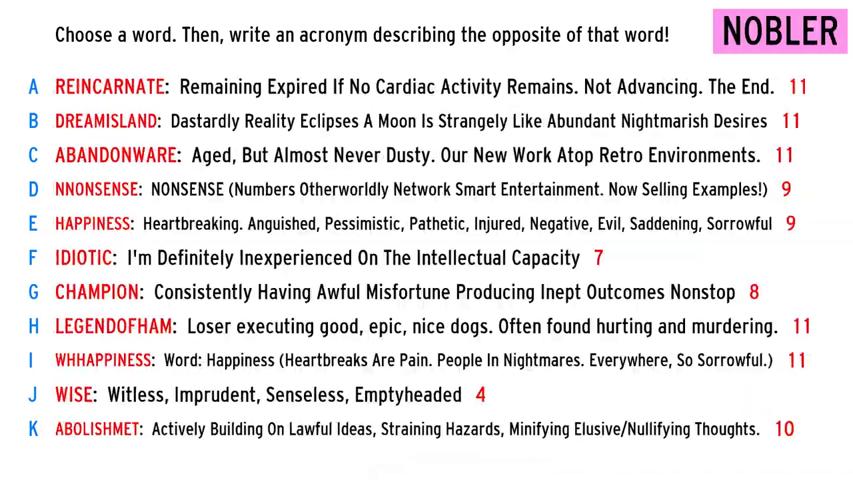 Choose a word. Then, write an acronym describing the opposite of that word!
NOBLER
A REINCARNATE: Remaining Expired If No Cardiac Activity Remains. Not Advancing. The End. 11
B DREAMISLAND: Dastardly Reality Eclipses A Moon Is Strangely Like Abundant Nightmarish Desires 11
C ABANDONWARE: Aged, But Almost Never Dusty. Our New Work Atop Retro Environments. 11
D NNONSENSE: NONSENSE (Numbers Otherworldly Network Smart Entertainment. Now Selling Examples!) 9
E HAPPINESS: Heartbreaking. Anguished, Pessimistic, Pathetic, Injured, Negative, Evil, Saddening, Sorrowful 9
F IDIOTIC: I'm Definitely Inexperienced On The Intellectual Capacity 7
G CHAMPION: Consistently Having Awful Misfortune Producing Inept Outcomes Nonstop 8
H LEGENDOFHAM: Loser executing good, epic, nice dogs. Often found hurting and murdering. 11
I WHHAPPINESS: Word: Happiness (Heartbreaks Are Pain. People In Nightmares. Everywhere, So Sorrowful.) 11
J WISE: Witless, Imprudent, Senseless, Emptyheaded 4
K ABOLISHMET: Actively Building On Lawful Ideas, Straining Hazards, Minifying Elusive/Nullifying Thoughts. 10